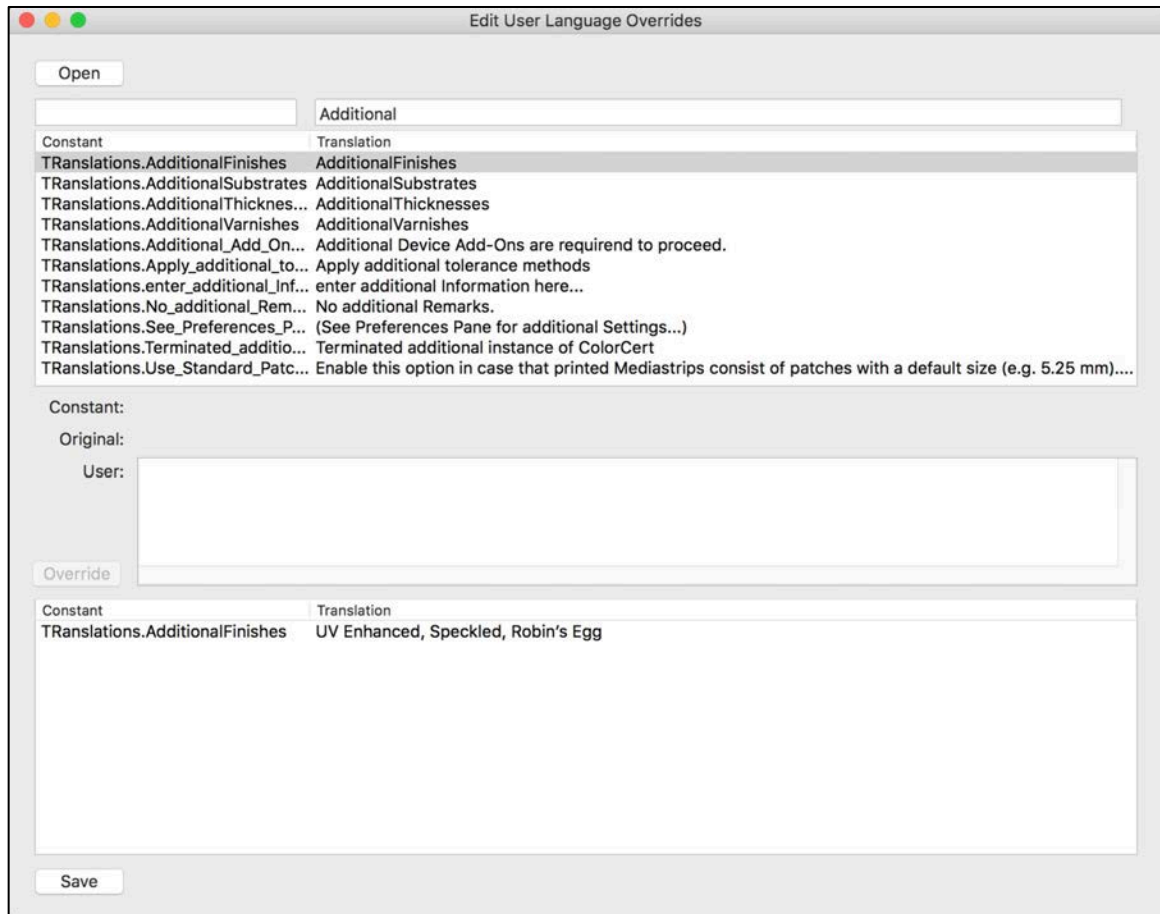 Edit User Language Overrides
Open
Additional
Constant Translation
TRanslations.AdditionalFinishes AdditionalFinishes
TRanslations.AdditionalSubstrates AdditionalSubstrates
TRanslations.AdditionalThicknes... AdditionalThicknesses
TRanslations.AdditionalVarnishes AdditionalVarnishes
TRanslations.Additional_Add_On... Additional Device Add-Ons are requirend to proceed.
TRanslations.Apply_additional_to... Apply additional tolerance methods
TRanslations.enter_additional_Inf... enter additional Information here...
TRanslations.No_additional_Rem... No additional Remarks.
TRanslations.See_Preferences_P... (See Preferences Pane for additional Settings...)
TRanslations.Terminated_additio... Terminated additional instance of ColorCert
TRanslations.Use_Standard_Patc... Enable this option in case that printed Mediastrips consist of patches with a default size (e.g. 5.25 mm)....
Constant:
Original:
User:
Override
Constant Translation
TRanslations.AdditionalFinishes UV Enhanced, Speckled, Robin’s Egg
Save